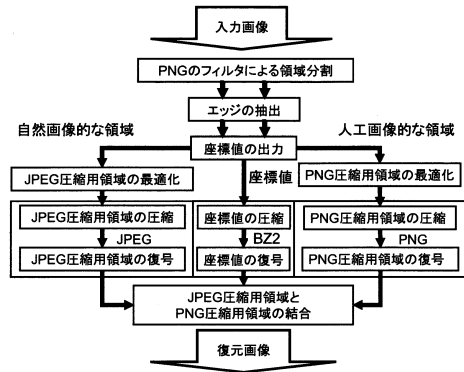 入力画像
PNGのフィルタによる領域分割
エッジの抽出
自然画像的な領域
人工画像的な領域
座標値の出力
JPEG圧縮用領域の最適化
座標値
PNG圧縮用領域の最適化
JPEG圧縮用領域の圧縮
座標値の圧縮
PNG圧縮用領域の圧縮
JPEG
BZ2
PNG
JPEG圧縮用領域の復号
座標値の復号
PNG圧縮用領域の復号
JPEG圧縮用領域と
PNG圧縮用領域の結合
復元画像